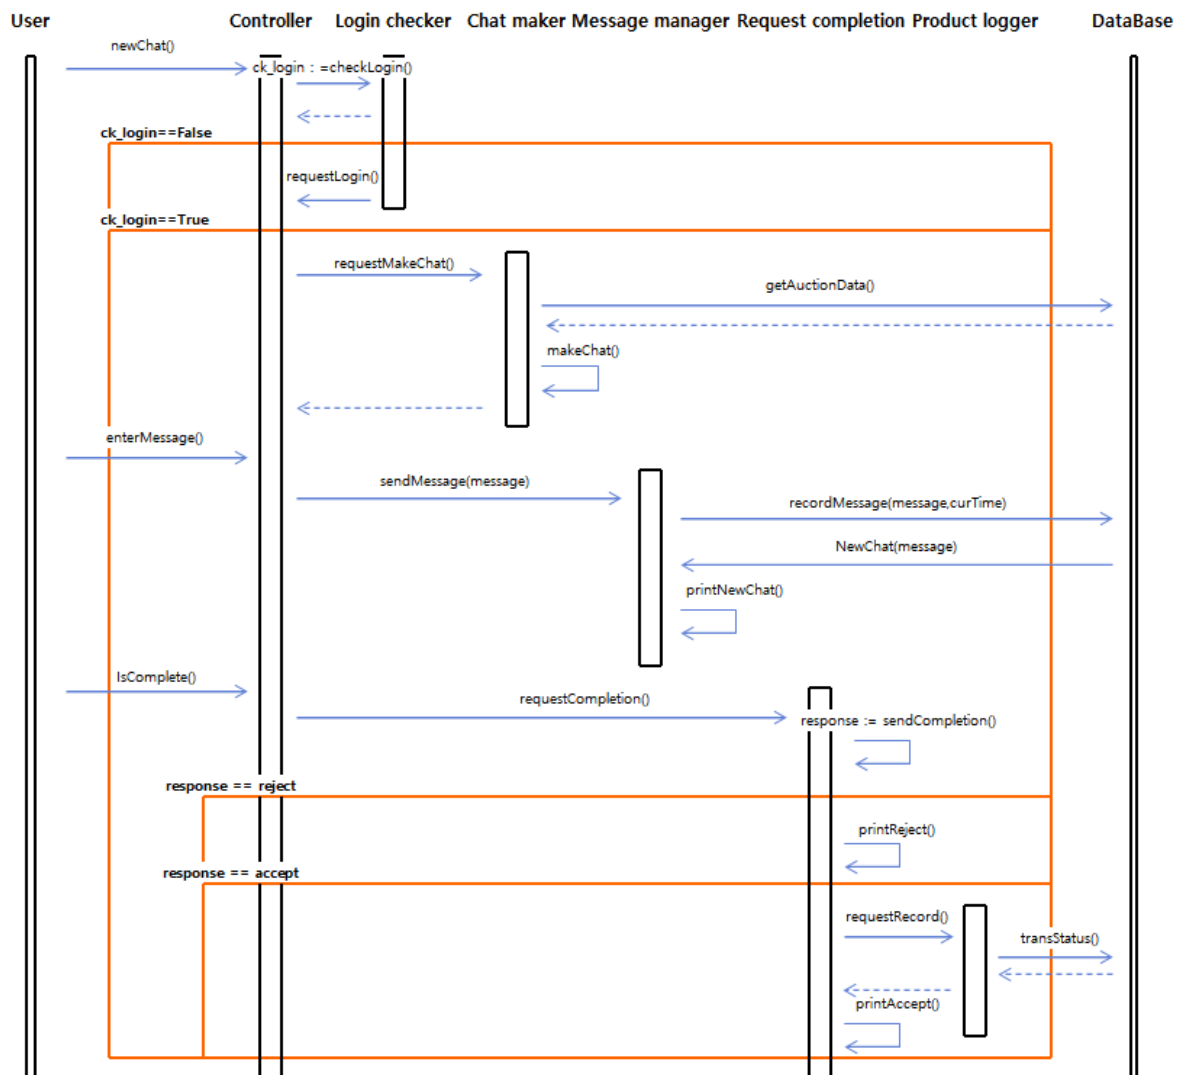 User Controller Login checker Chat maker Message manager Request completion Product logger DataBase
newChat()
ck_login : =checkLogin()
ck_login==False
requestLogin()
ck_login==True
requestMakeChat()
getAuctionData()
makeChat()
enterMessage()
sendMessage(message)
recordMessage(message,curTime)
NewChat(message)
printNewChat()
IsComplete()
requestCompletion()
response := sendCompletion()
response == reject
printReject()
response == accept
requestRecord()
transStatus()
printAccept()